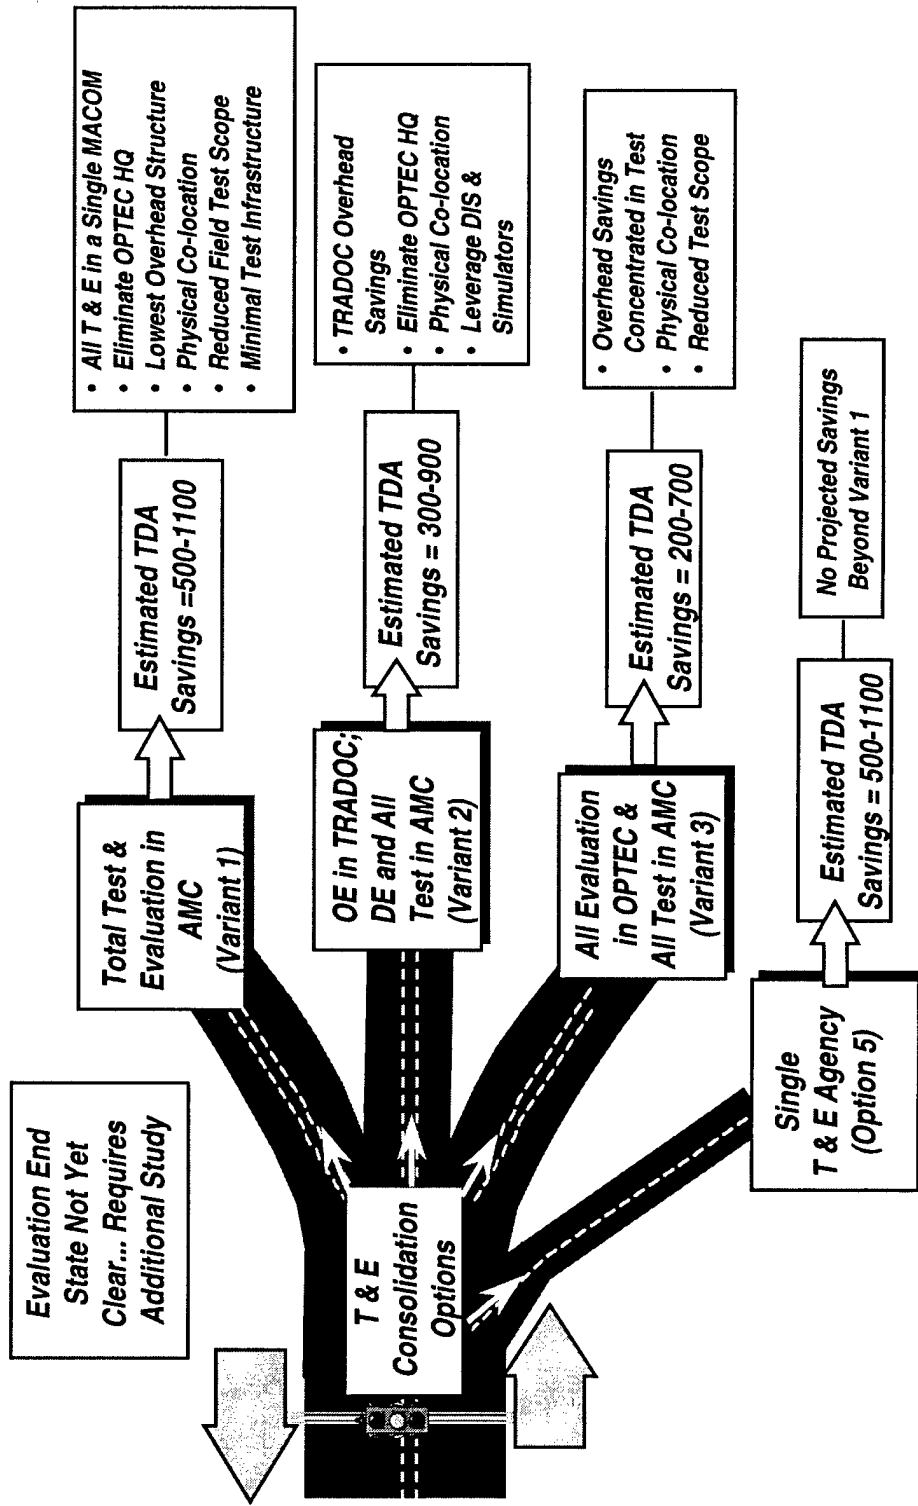 Evaluation End
State Not Yet
Clear... Requires
Additional Study
T & E
Consolidation
Options
Total Test &
Evaluation in
AMC
(Variant 1)
Estimated TDA
Savings =500-1100
• All T & E in a Single MACOM
• Eliminate OPTEC HQ
• Lowest Overhead Structure
• Physical Co-location
• Reduced Field Test Scope
• Minimal Test Infrastructure
OE in TRADOC;
DE and All
Test in AMC
(Variant 2)
Estimated TDA
Savings = 300-900
• TRADOC Overhead
Savings
• Eliminate OPTEC HQ
• Physical Co-location
• Leverage DIS &
Simulators
All Evaluation
in OPTEC &
All Test in AMC
(Variant 3)
Estimated TDA
Savings = 200-700
• Overhead Savings
Concentrated in Test
• Physical Co-location
• Reduced Test Scope
Single
T & E Agency
(Option 5)
Estimated TDA
Savings = 500-1100
No Projected Savings
Beyond Variant 1